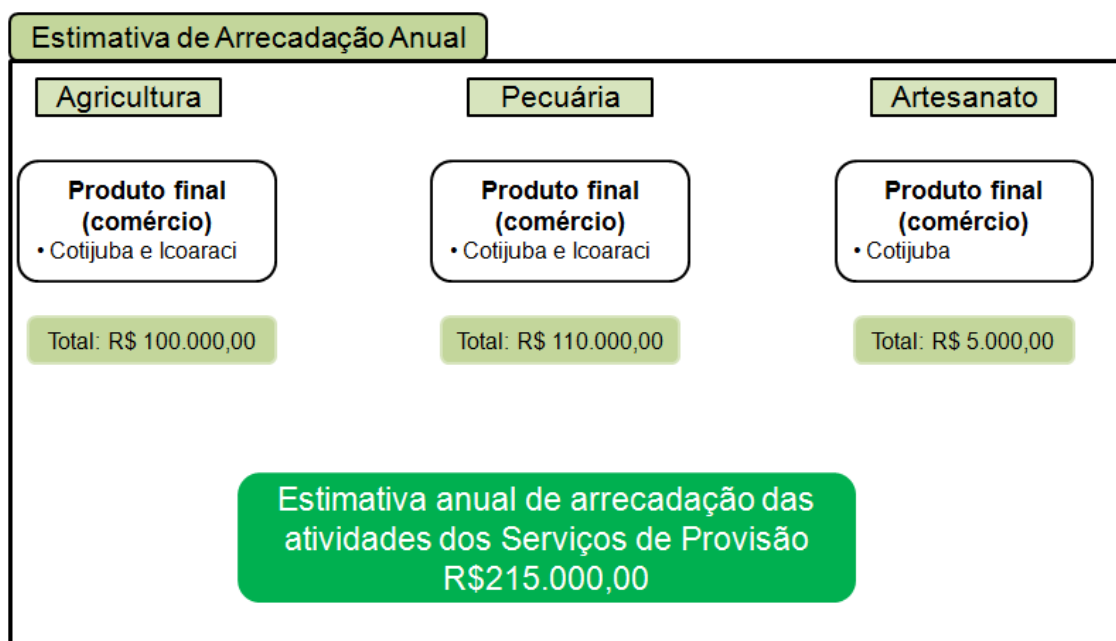 Estimativa de Arrecadação Anual
Agricultura
Pecuária
Artesanato
Produto final
(comércio)
• Cotijuba e Icoaraci
Produto final
(comércio)
• Cotijuba e Icoaraci
Produto final
(comércio)
• Cotijuba
Total: R$ 100.000,00
Total: R$ 110.000,00
Total: R$ 5.000,00
Estimativa anual de arrecadação das
atividades dos Serviços de Provisão
R$215.000,00